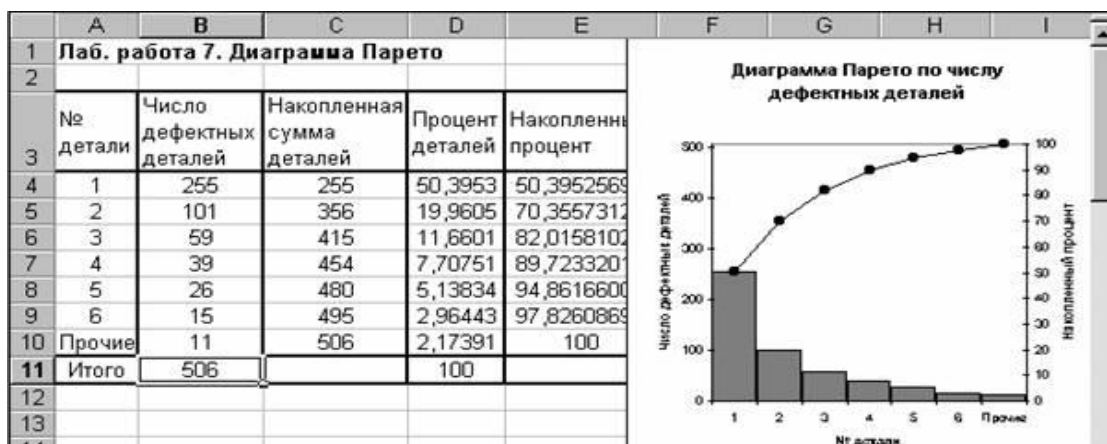 A B C D E F G H I
1 Лаб. работа 7. Диаграмма Парето
2
3 № детали Число дефектных деталей Накопленная сумма деталей Процент деталей Накопленны процент
4 1 255 255 50,3953 50,3952569
5 2 101 356 19,9605 70,3557312
6 3 59 415 11,6601 82,0158102
7 4 39 454 7,70751 89,7233201
8 5 26 480 5,13834 94,8616600
9 6 15 495 2,96443 97,8260869
10 Прочие 11 506 2,17391 100
11 Итого 506 100
12
13
Диаграмма Парето по числу
дефектных деталей
Число дефектных деталей
500
400
300
200
100
0
100
90
80
70
60
50
40
30
20
10
0
Накопленный процент
1 2 3 4 5 6 Прочие
№ детали